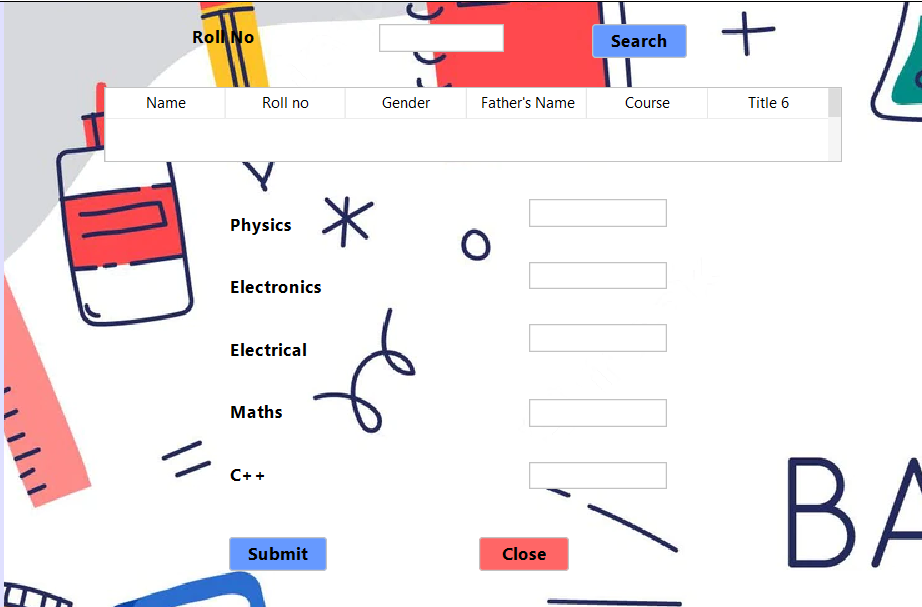 Roll No
Search
Name Roll no Gender Father's Name Course Title 6
Physics
Electronics
Electrical
Maths
C++
BA
Submit Close